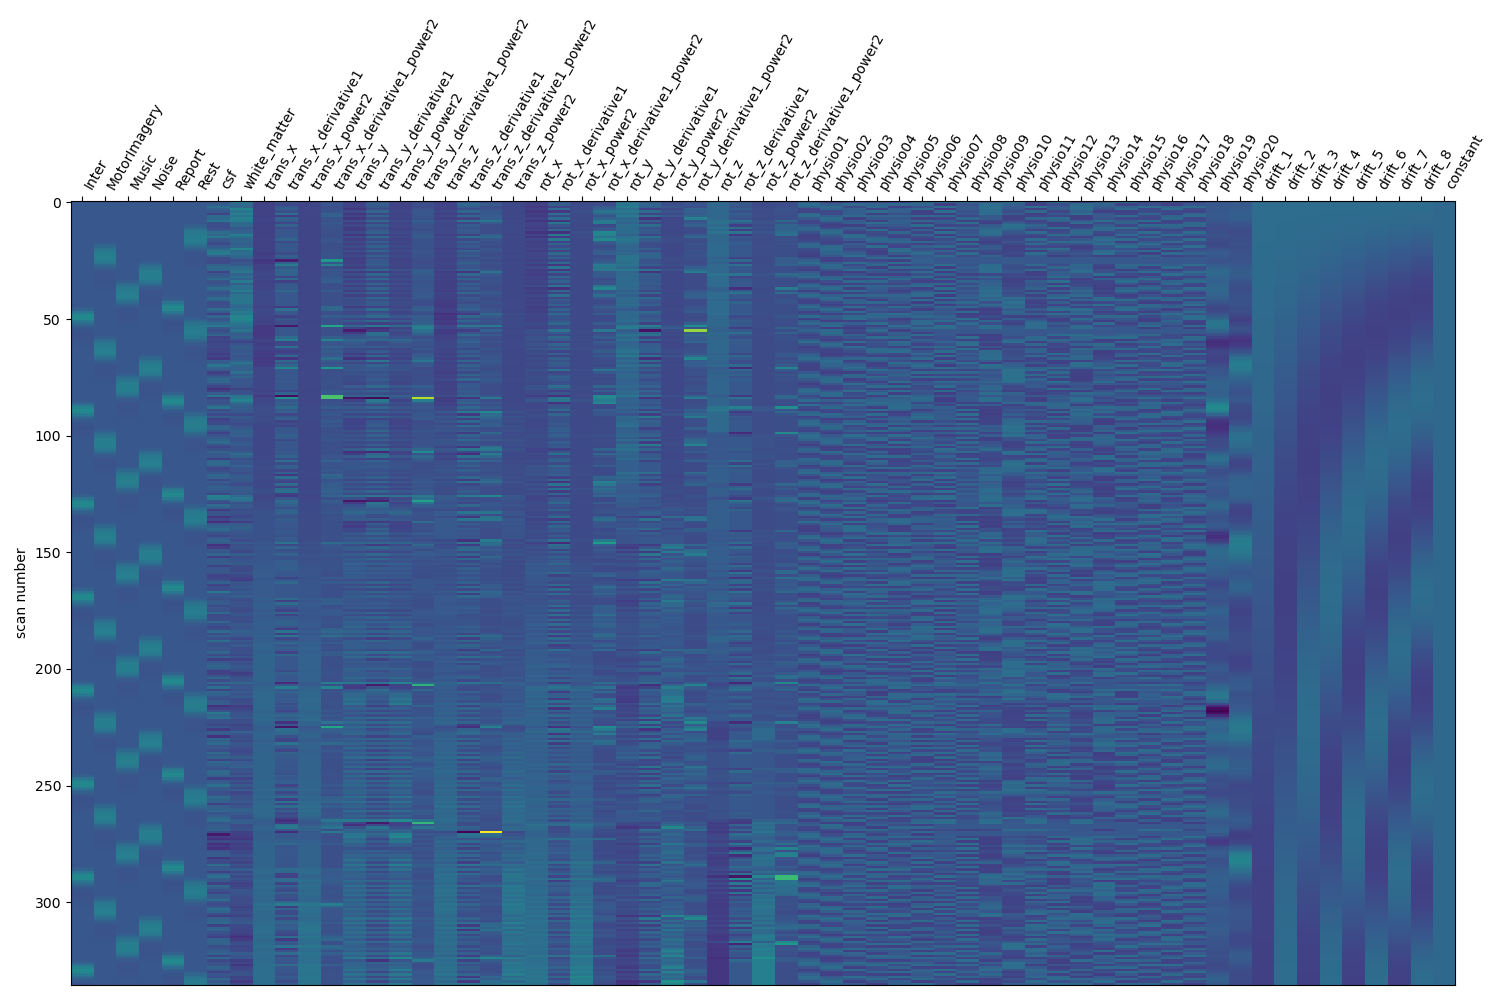 Inter
MotorImagery
Music
Noise
Report
Rest
csf
white_matter
trans_x
trans_x_derivative1
trans_x_power2
trans_x_derivative1_power2
trans_y
trans_y_derivative1
trans_y_power2
trans_y_derivative1_power2
trans_z
trans_z_derivative1
trans_z_derivative1_power2
trans_z_power2
rot_x
rot_x_derivative1
rot_x_power2
rot_x_derivative1_power2
rot_y
rot_y_derivative1
rot_y_power2
rot_y_derivative1_power2
rot_z
rot_z_derivative1
rot_z_power2
rot_z_derivative1_power2
physio01
physio02
physio03
physio04
physio05
physio06
physio07
physio08
physio09
physio10
physio11
physio12
physio13
physio14
physio15
physio16
physio17
physio18
physio19
physio20
drift_1
drift_2
drift_3
drift_4
drift_5
drift_6
drift_7
drift_8
constant
0
50
100
150
200
250
300
scan number